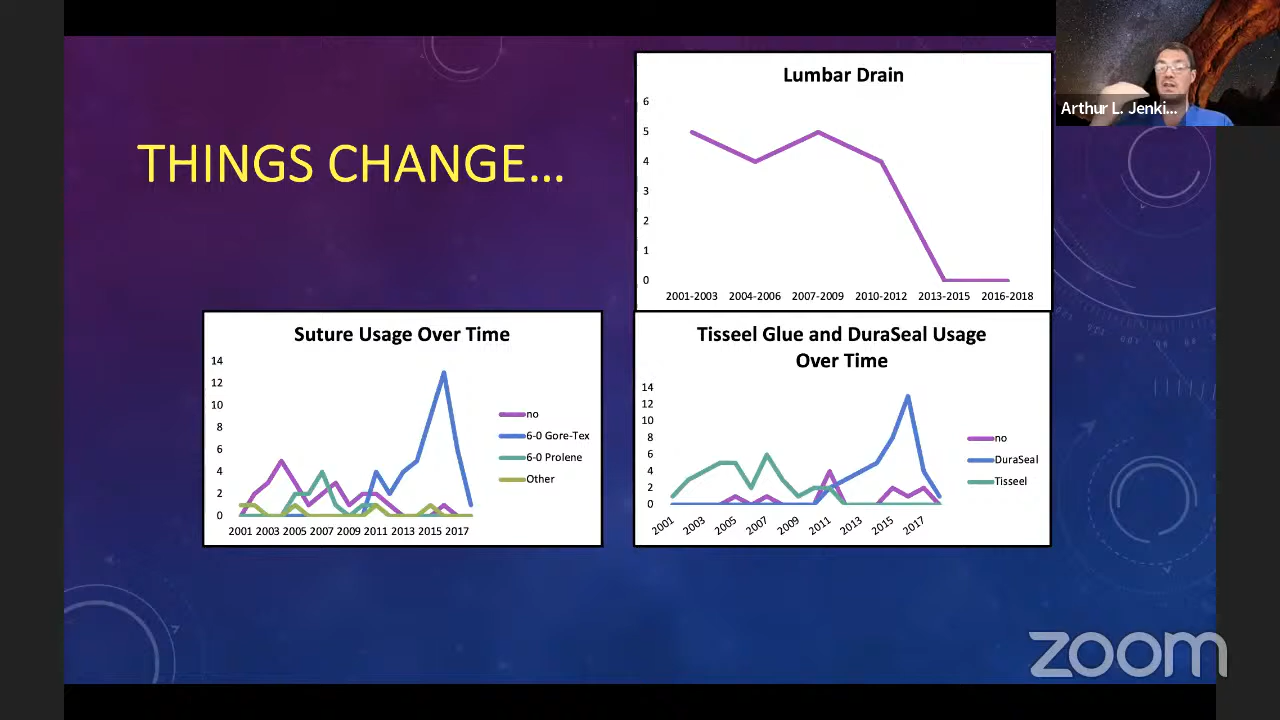 Arthur L. Jenki...
THINGS CHANGE...
Lumbar Drain
6
5
4
3
2
1
0
2001-2003 2004-2006 2007-2009 2010-2012 2013-2015 2016-2018
Suture Usage Over Time
14
12
10
8
6
4
2
0
2001 2003 2005 2007 2009 2011 2013 2015 2017
no
6-0 Gore-Tex
6-0 Prolene
Other
Tisseel Glue and DuraSeal Usage
Over Time
14
12
10
8
6
4
2
0
2001 2003 2005 2007 2009 2011 2013 2015 2017
no
DuraSeal
Tisseel
zoom